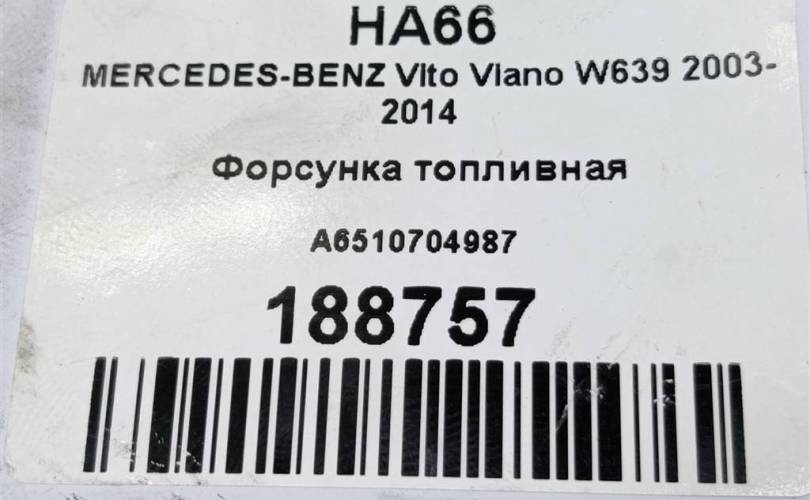 HA66
MERCEDES-BENZ Vito Viano W639 2003-
2014
Форсунка топливная
A6510704987
188757